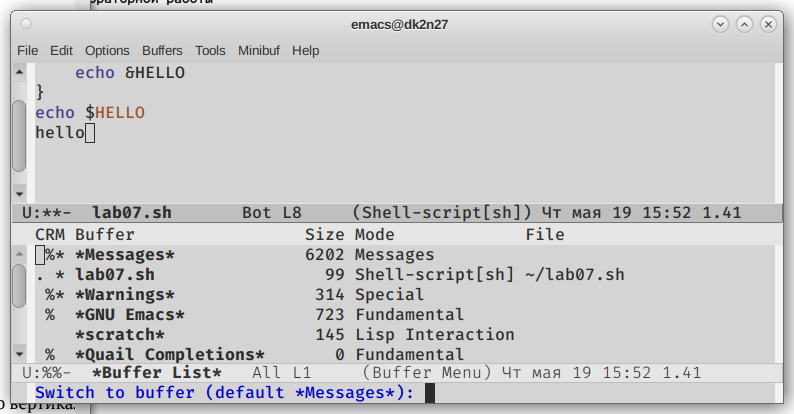 раторной работы
emacs@dk2n27
File Edit Options Buffers Tools Minibuf Help
echo &HELLO
}
echo $HELLO
hello
U:**- lab07.sh Bot L8 (Shell-script[sh]) Чт мая 19 15:52 1.41
CRM Buffer Size Mode File
%* *Messages* 6202 Messages
. * lab07.sh 99 Shell-script[sh] ~/lab07.sh
%* *Warnings* 314 Special
% *GNU Emacs* 723 Fundamental
*scratch* 145 Lisp Interaction
% *Quail Completions* 0 Fundamental
U:%%- *Buffer List* All L1 (Buffer Menu) Чт мая 19 15:52 1.41
Switch to buffer (default *Messages*):
о вертика.